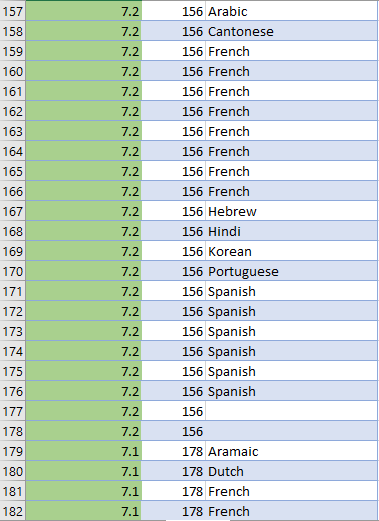 157 7.2 156 Arabic
158 7.2 156 Cantonese
159 7.2 156 French
160 7.2 156 French
161 7.2 156 French
162 7.2 156 French
163 7.2 156 French
164 7.2 156 French
165 7.2 156 French
166 7.2 156 French
167 7.2 156 Hebrew
168 7.2 156 Hindi
169 7.2 156 Korean
170 7.2 156 Portuguese
171 7.2 156 Spanish
172 7.2 156 Spanish
173 7.2 156 Spanish
174 7.2 156 Spanish
175 7.2 156 Spanish
176 7.2 156 Spanish
177 7.2 156
178 7.2 156
179 7.1 178 Aramaic
180 7.1 178 Dutch
181 7.1 178 French
182 7.1 178 French